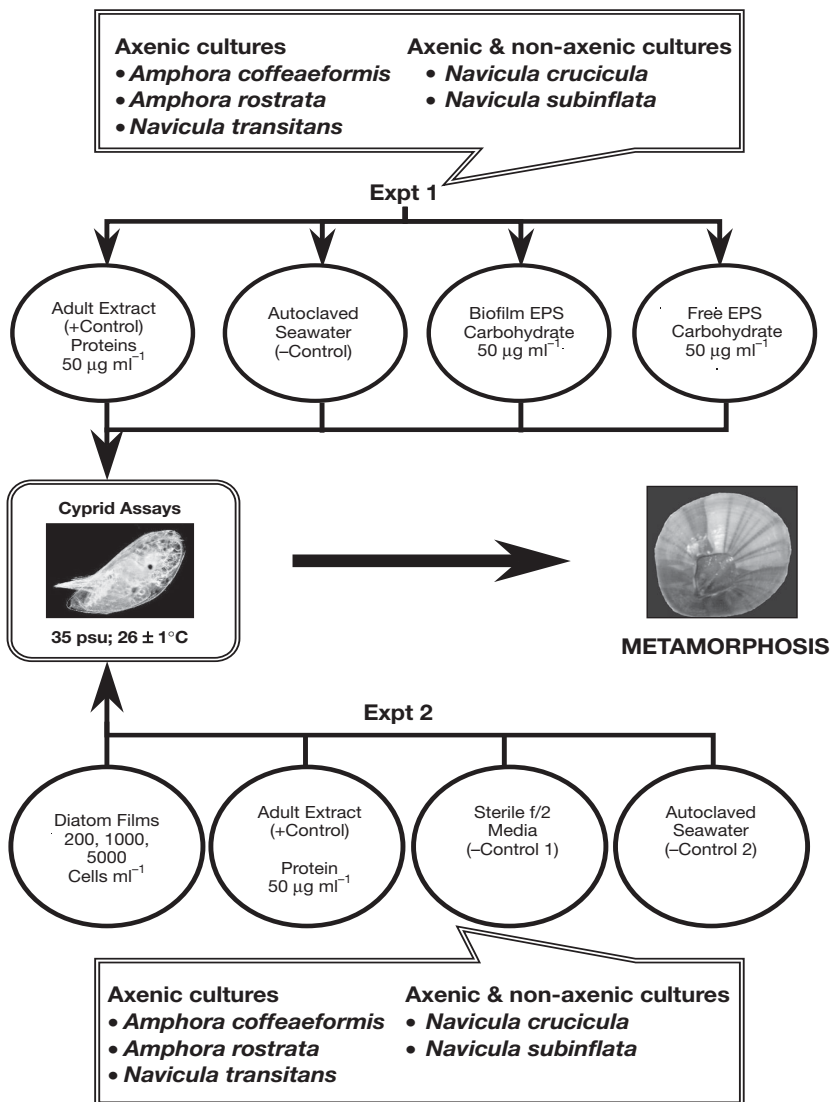 Axenic cultures
• Amphora coffeaeformis
• Amphora rostrata
• Navicula transitans
Axenic & non-axenic cultures
• Navicula crucicula
• Navicula subinflata
Expt 1
Adult Extract
(+Control)
Proteins
50 µg ml⁻¹
Autoclaved
Seawater
(–Control)
Biofilm EPS
Carbohydrate
50 µg ml⁻¹
Free EPS
Carbohydrate
50 µg ml⁻¹
Cyprid Assays
35 psu; 26 ± 1°C
METAMORPHOSIS
Expt 2
Diatom Films
200, 1000,
5000
Cells ml⁻¹
Adult Extract
(+Control)
Protein
50 µg ml⁻¹
Sterile f/2
Media
(–Control 1)
Autoclaved
Seawater
(–Control 2)
Axenic cultures
• Amphora coffeaeformis
• Amphora rostrata
• Navicula transitans
Axenic & non-axenic cultures
• Navicula crucicula
• Navicula subinflata